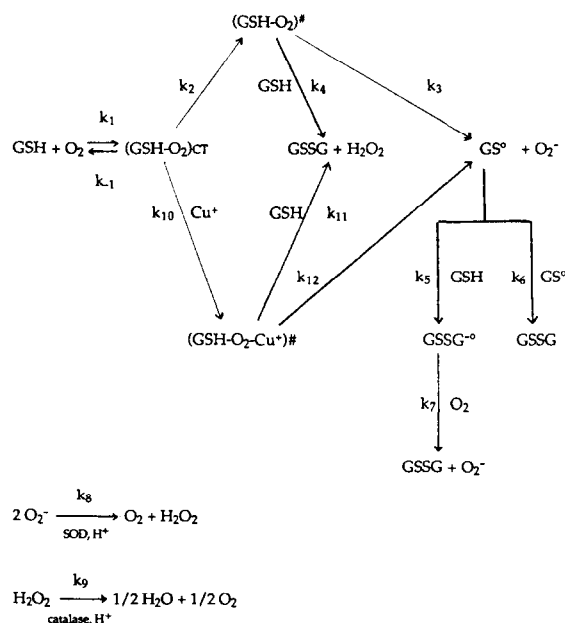 (GSH-O₂)#
k₂
GSH k₄
k₃
k₁
GSH + O₂ (GSH-O₂)CT GSSG + H₂O₂ GS° + O₂⁻
k₋₁
k₁₀ Cu⁺ GSH k₁₁
k₁₂
k₅ GSH k₆ GS°
(GSH-O₂-Cu⁺)# GSSG⁻° GSSG
k₇ O₂
GSSG + O₂⁻
k₈
2 O₂⁻ O₂ + H₂O₂
SOD, H⁺
k₉
H₂O₂ 1/2 H₂O + 1/2 O₂
catalase, H⁺